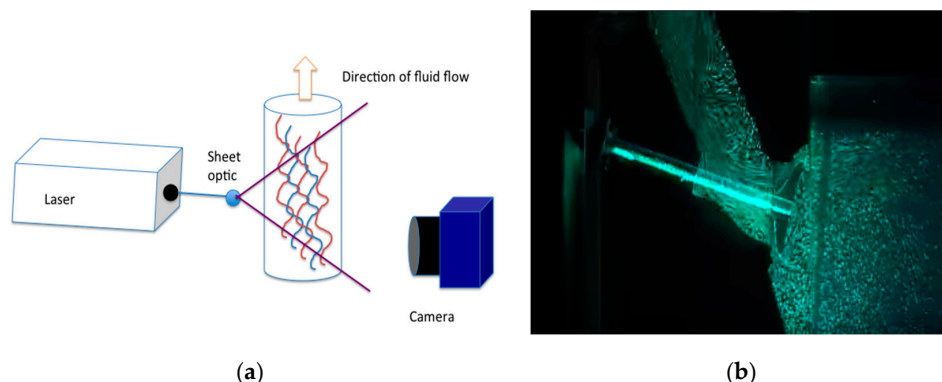 Direction of fluid flow
Sheet
optic
Laser
Camera
(a)
(b)